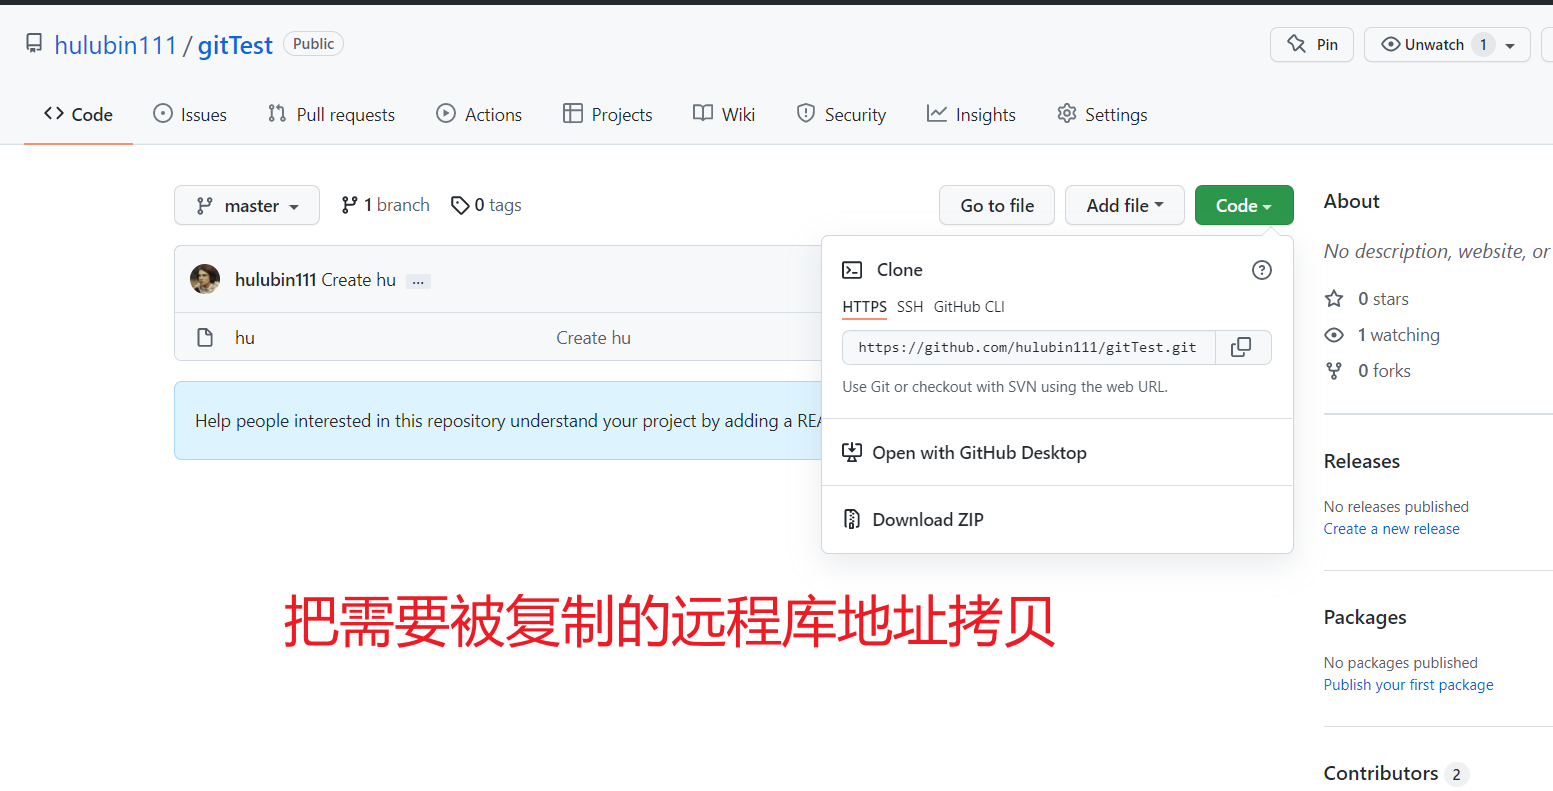 hulubin111 / gitTest Public
Pin
Unwatch 1
Code
Issues
Pull requests
Actions
Projects
Wiki
Security
Insights
Settings
master
1 branch
0 tags
Go to file
Add file
Code
About
No description, website, or
hulubin111 Create hu ...
hu
Create hu
Help people interested in this repository understand your project by adding a REA
Clone
HTTPS SSH GitHub CLI
https://github.com/hulubin111/gitTest.git
Use Git or checkout with SVN using the web URL.
Open with GitHub Desktop
Download ZIP
0 stars
1 watching
0 forks
Releases
No releases published
Create a new release
把需要被复制的远程库地址拷贝
Packages
No packages published
Publish your first package
Contributors 2